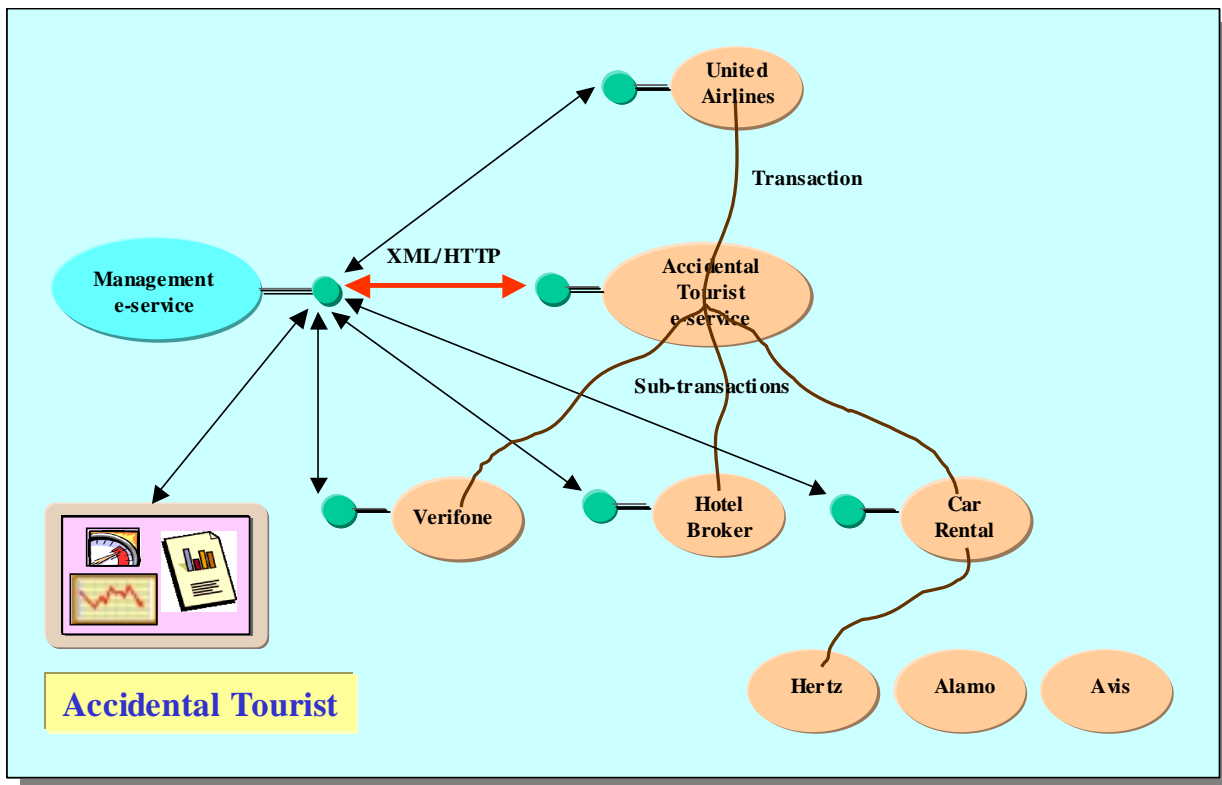 United
Airlines
Transaction
XML/HTTP
Management
e-service
Accidental
Tourist
e-service
Sub-transactions
Verifone
Hotel
Broker
Car
Rental
Hertz
Alamo
Avis
Accidental Tourist